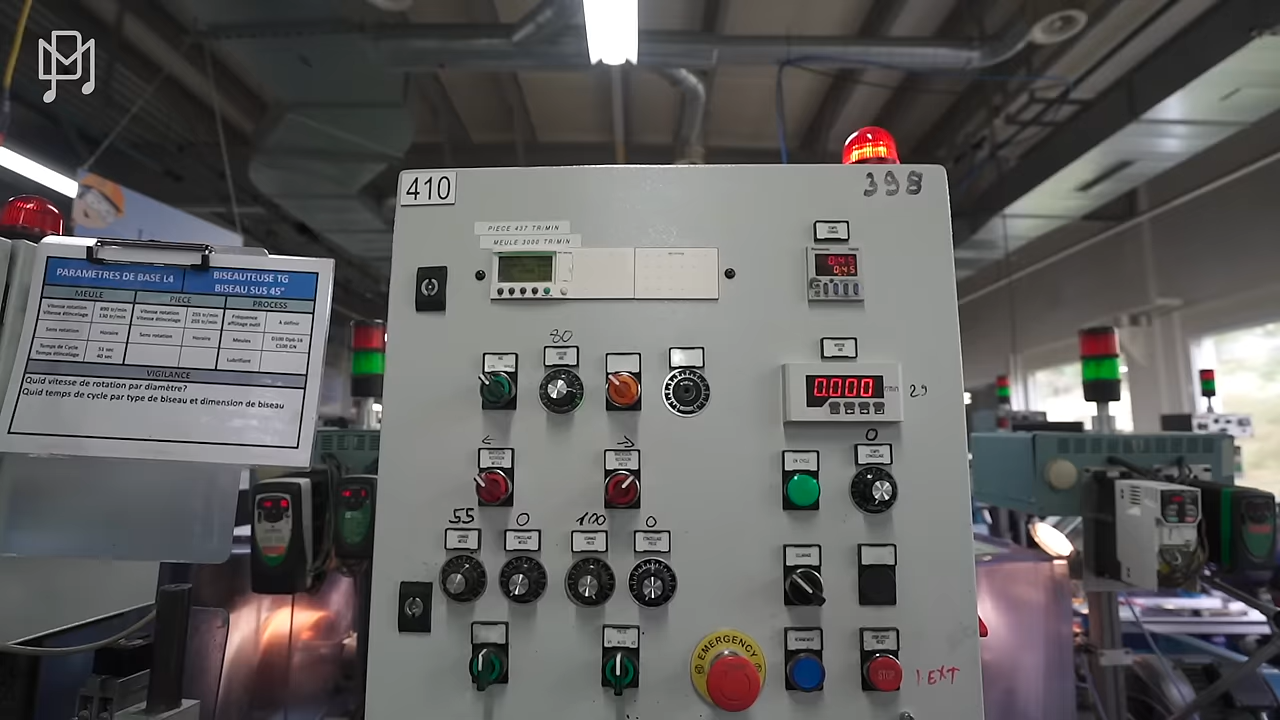 410
398
PIECE 437 TR/MIN
MEULE 3000 TR/MIN
PARAMETRES DE BASE L4
BISEAUTEUSE TG
BISEAU SUS 45°
MEULE
PIECE
PROCESS
Vitesse rotation
Vitesse étincelage
890 tr/min
130 tr/min
Vitesse rotation
Vitesse étincelage
255 tr/min
255 tr/min
Fréquence
affûtage outil
à définir
Sens rotation
Horaire
Sens rotation
Horaire
Meules
Temps de Cycle
Temps étincelage
40 sec
Lubrifiant
VIGILANCE
Quid vitesse de rotation par diamètre?
Quid temps de cycle par type de biseau et dimension de biseau
0:45
0:45
80
0.000
29
←
→
0
EN CYCLE
55
0
100
0
ECLAIRAGE
EMERGENCY
STOP
1 EXT